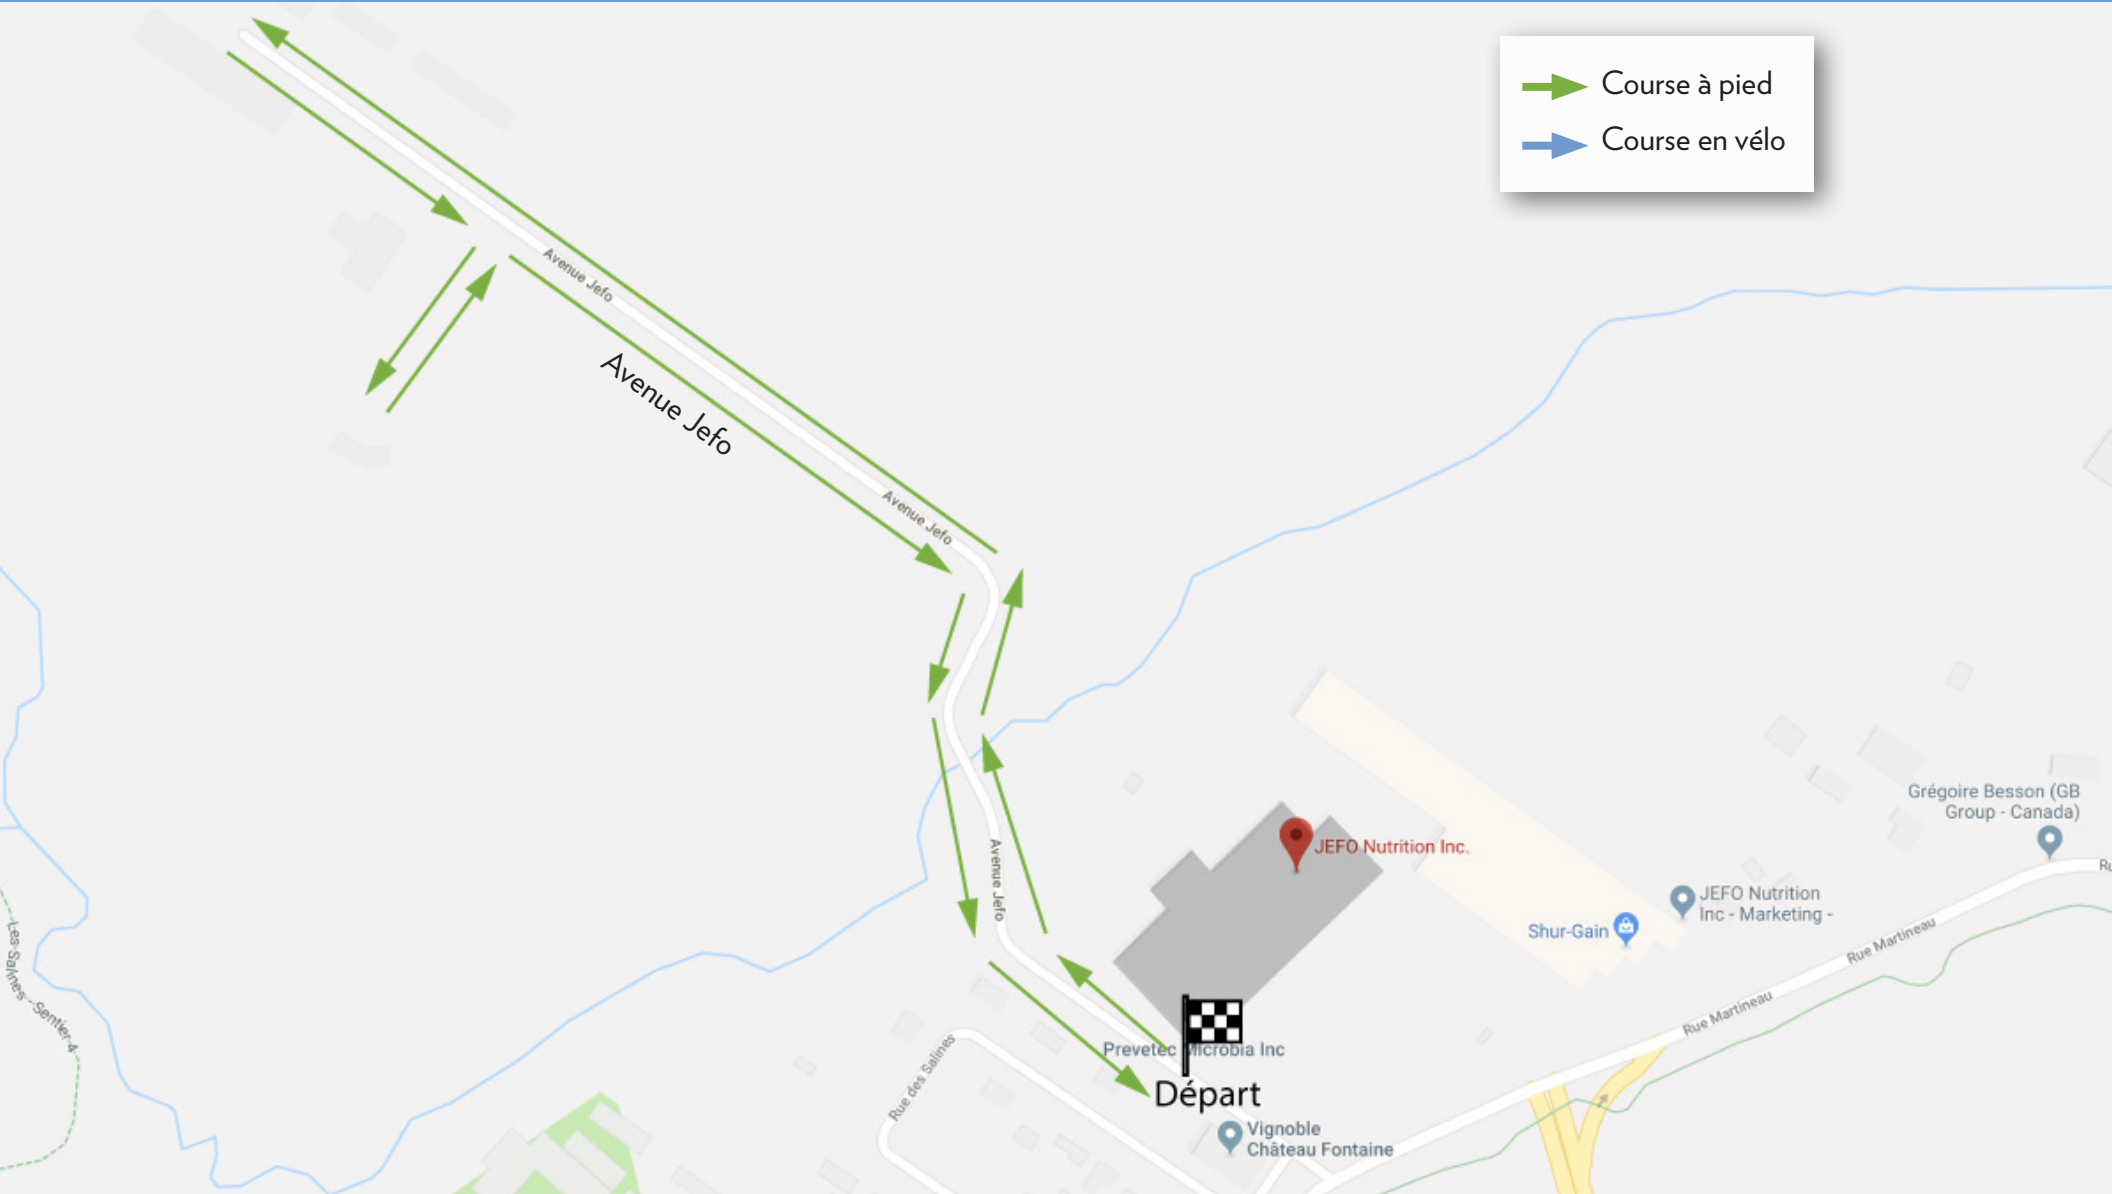 Course à pied
Course en vélo
Avenue Jefo
Avenue Jefo
Avenue Jefo
Avenue Jefo
JEFO Nutrition Inc.
Grégoire Besson (GB
Group - Canada)
JEFO Nutrition
Inc - Marketing -
Shur-Gain
Rue Martineau
Rue Martineau
Les Salines - Sentier 4
Rue des Salines
Prevetec Microbia Inc
Départ
Vignoble
Château Fontaine